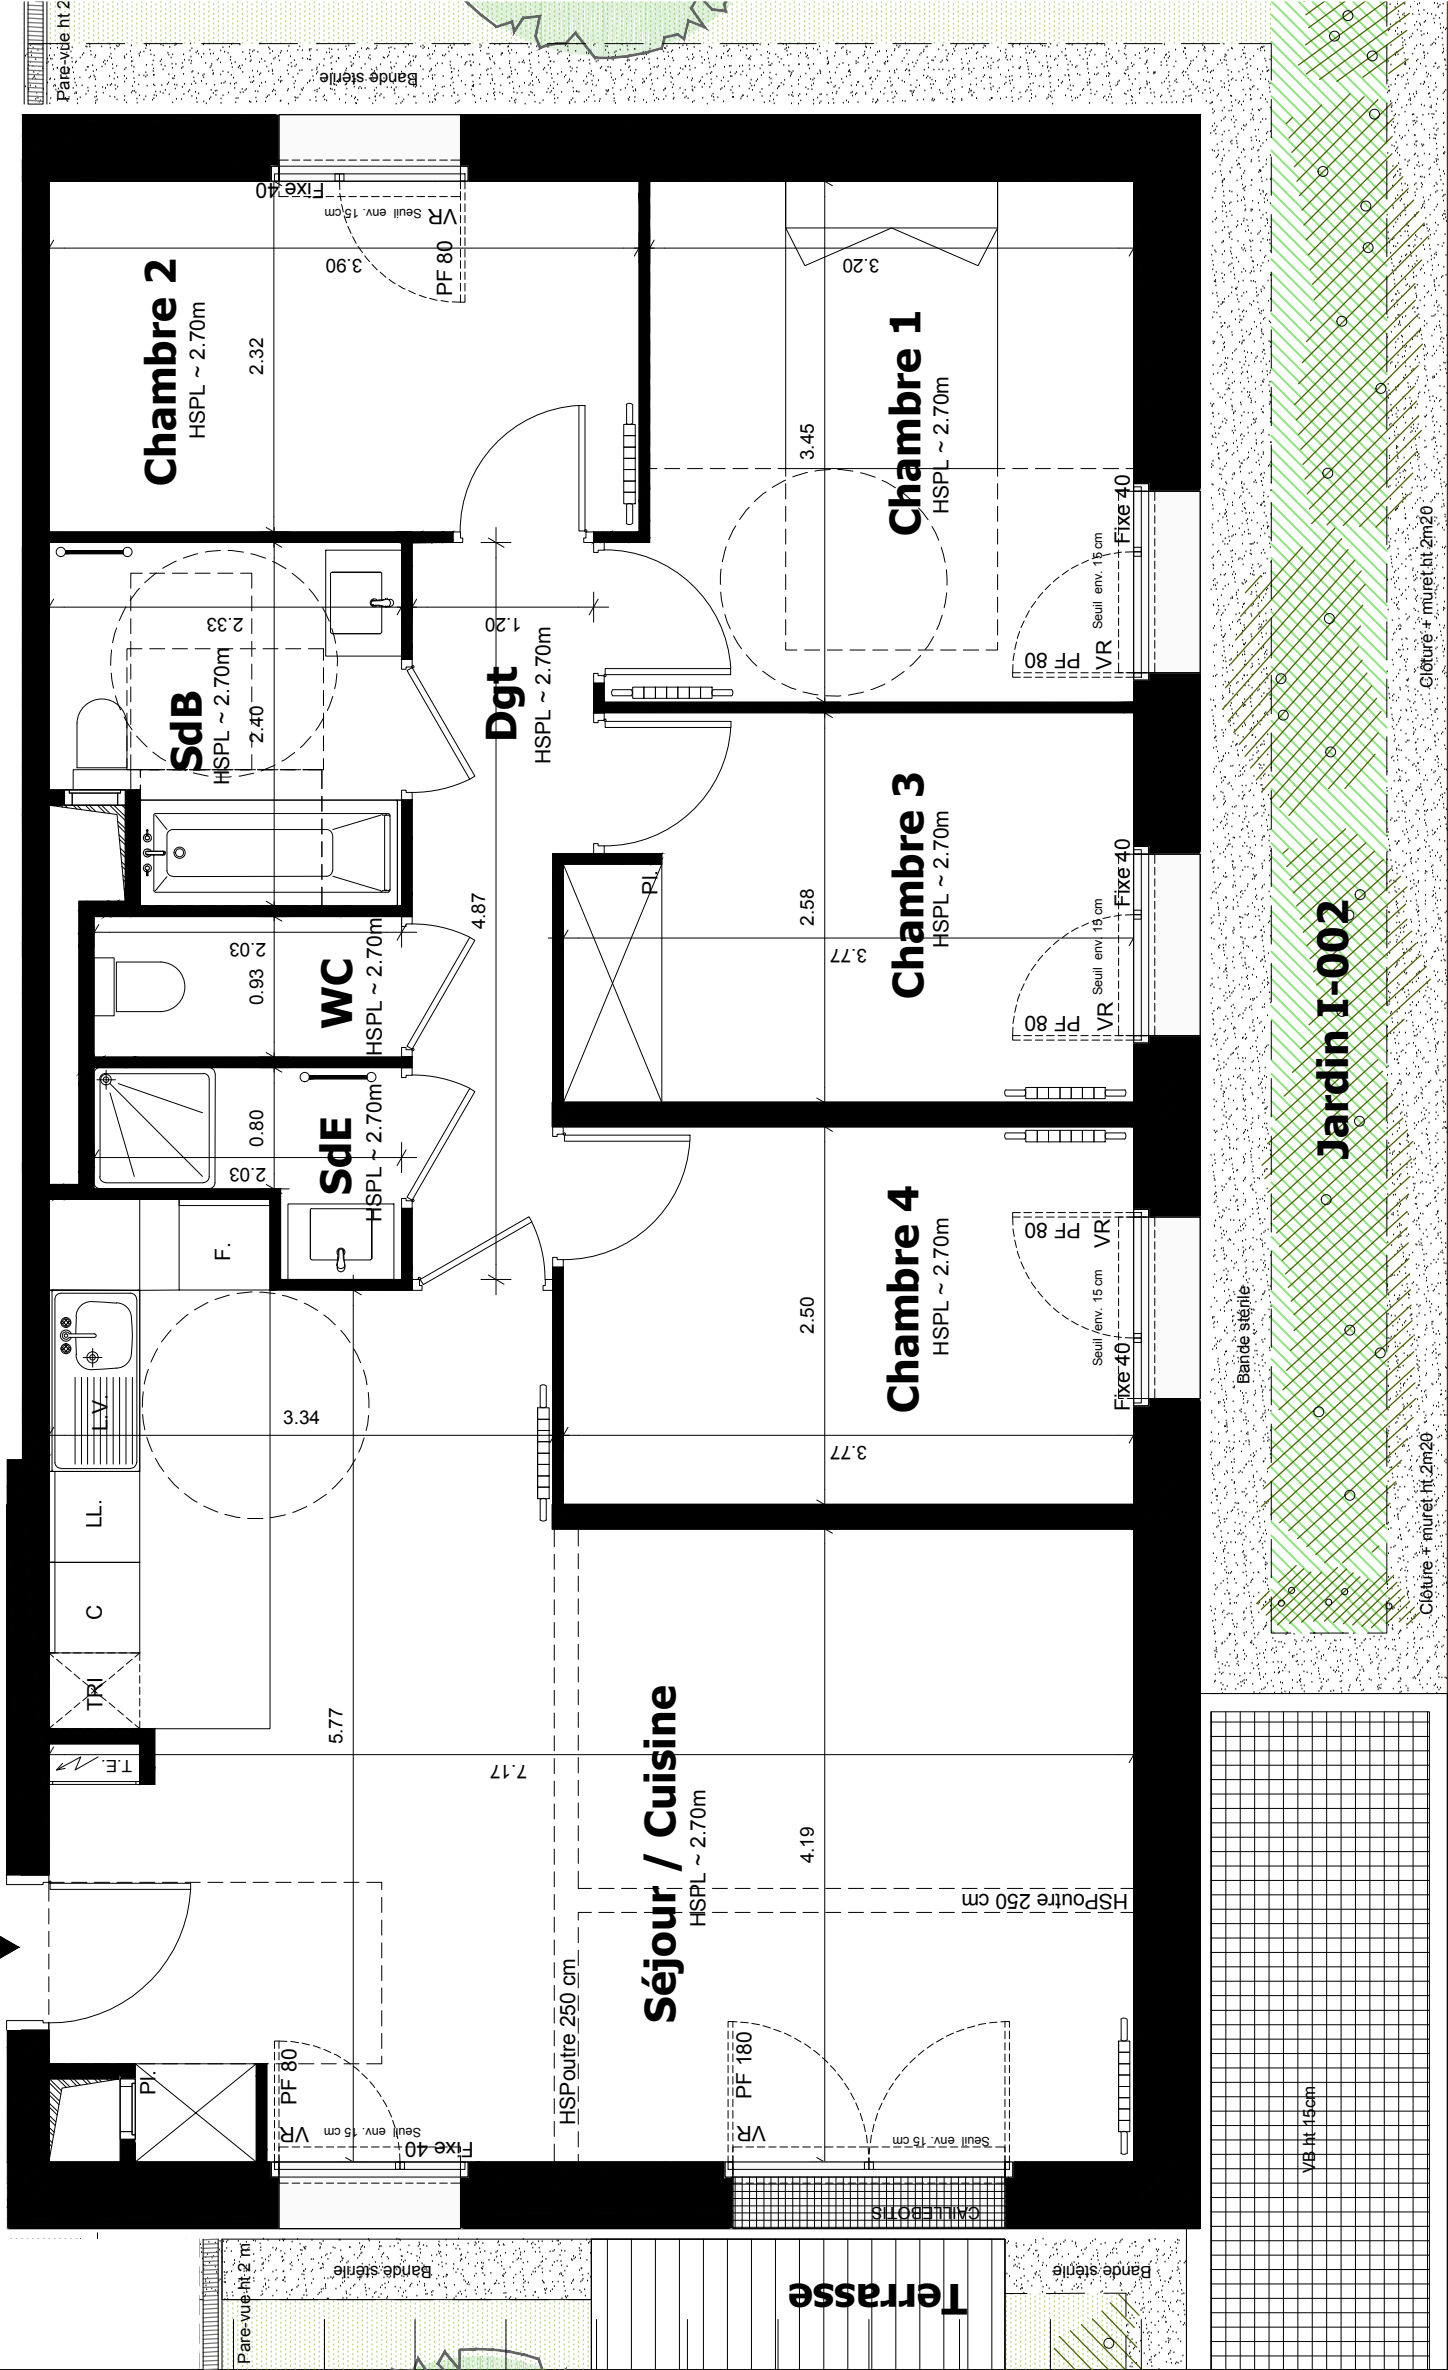 Pare-vue ht 2
Bande stérile
Fixe 40
Seuil env. 15 cm
VR
PF 80
3.90
3.20
Chambre 2
HSPL ~ 2.70m
2.32
Chambre 1
HSPL ~ 2.70m
3.45
Fixe 40
Seuil env. 15 cm
VR
PF 80
Clôture + muret ht 2m20
2.33
1.20
SdB
HSPL ~ 2.70m
2.40
Dgt
HSPL ~ 2.70m
4.87
Chambre 3
HSPL ~ 2.70m
2.58
3.77
Pl.
Fixe 40
Seuil env. 15 cm
VR
PF 80
Jardin I-002
2.03
0.93
WC
HSPL ~ 2.70m
0.80
2.03
SdE
HSPL ~ 2.70m
F.
L.V.
LL.
C
TRI
T.E.
3.34
Chambre 4
HSPL ~ 2.70m
2.50
3.77
PF 80
VR
Seuil env. 15 cm
Fixe 40
Bande stérile
Clôture + muret ht 2m20
5.77
7.17
Séjour / Cuisine
HSPL ~ 2.70m
4.19
HSPoutre 250 cm
HSPoutre 250 cm
Pl.
PF 80
VR
Seuil env. 15 cm
Fixe 40
PF 180
VR
Seuil env. 15 cm
CAILLEBOTIS
VB ht 15cm
Pare-vue ht 2 m
Bande stérile
Terrasse
Bande stérile